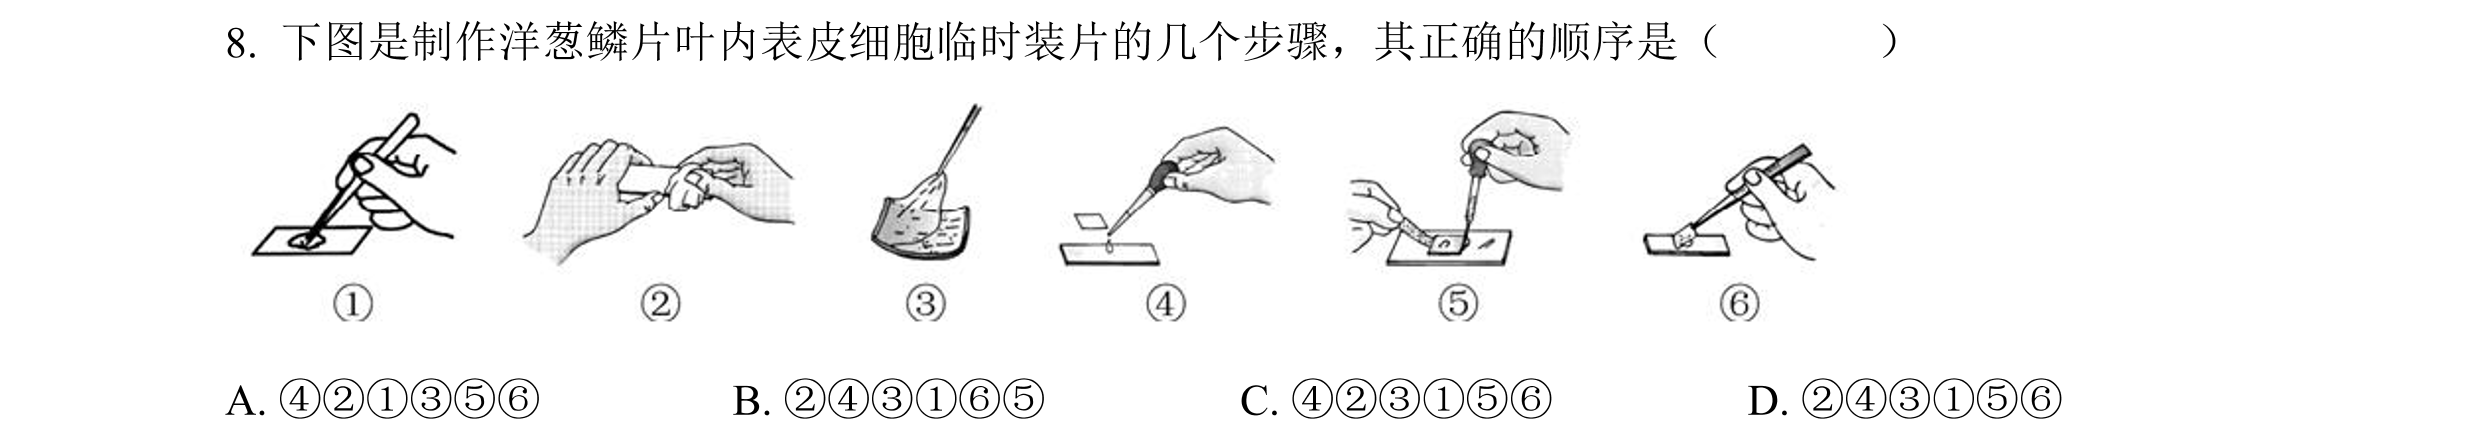 8. 下图是制作洋葱鳞片叶内表皮细胞临时装片的几个步骤，其正确的顺序是（　　　）
① ② ③ ④ ⑤ ⑥
A. ④②①③⑤⑥ B. ②④③①⑥⑤ C. ④②③①⑤⑥ D. ②④③①⑤⑥